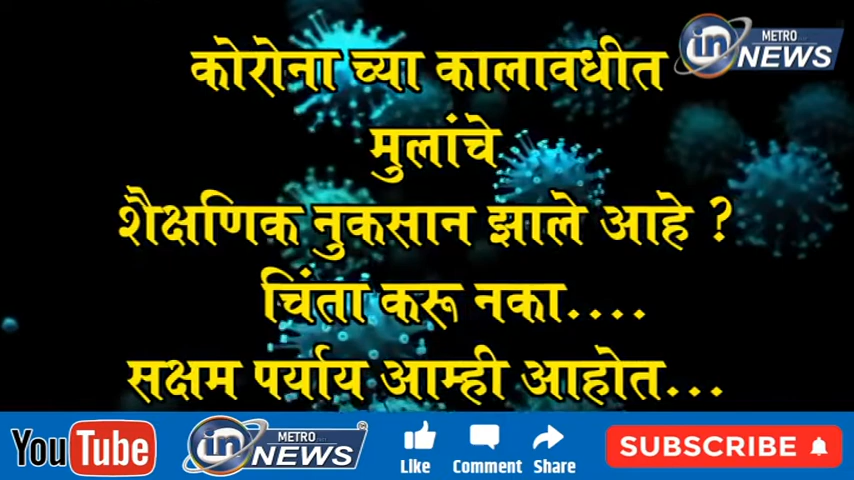 in METRO NEWS
कोरोना च्या कालावधीत
मुलांचे
शैक्षणिक नुकसान झाले आहे ?
चिंता करू नका....
सक्षम पर्याय आम्ही आहोत...
YouTube in METRO NEWS Like Comment Share SUBSCRIBE